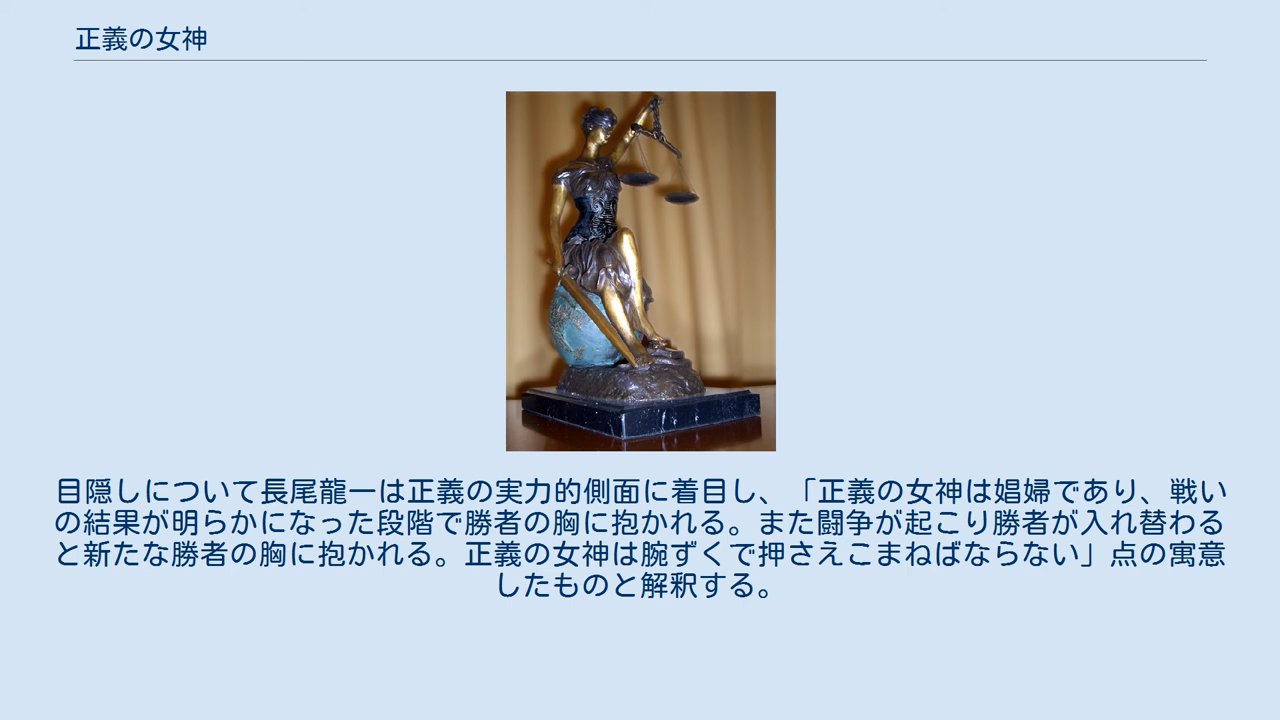 正義の女神
目隠しについて長尾龍一は正義の実力的側面に着目し、「正義の女神は娼婦であり、戦い
の結果が明らかになった段階で勝者の胸に抱かれる。また闘争が起こり勝者が入れ替わる
と新たな勝者の胸に抱かれる。正義の女神は腕ずくで押さえこまねばならない」点の寓意
したものと解釈する。